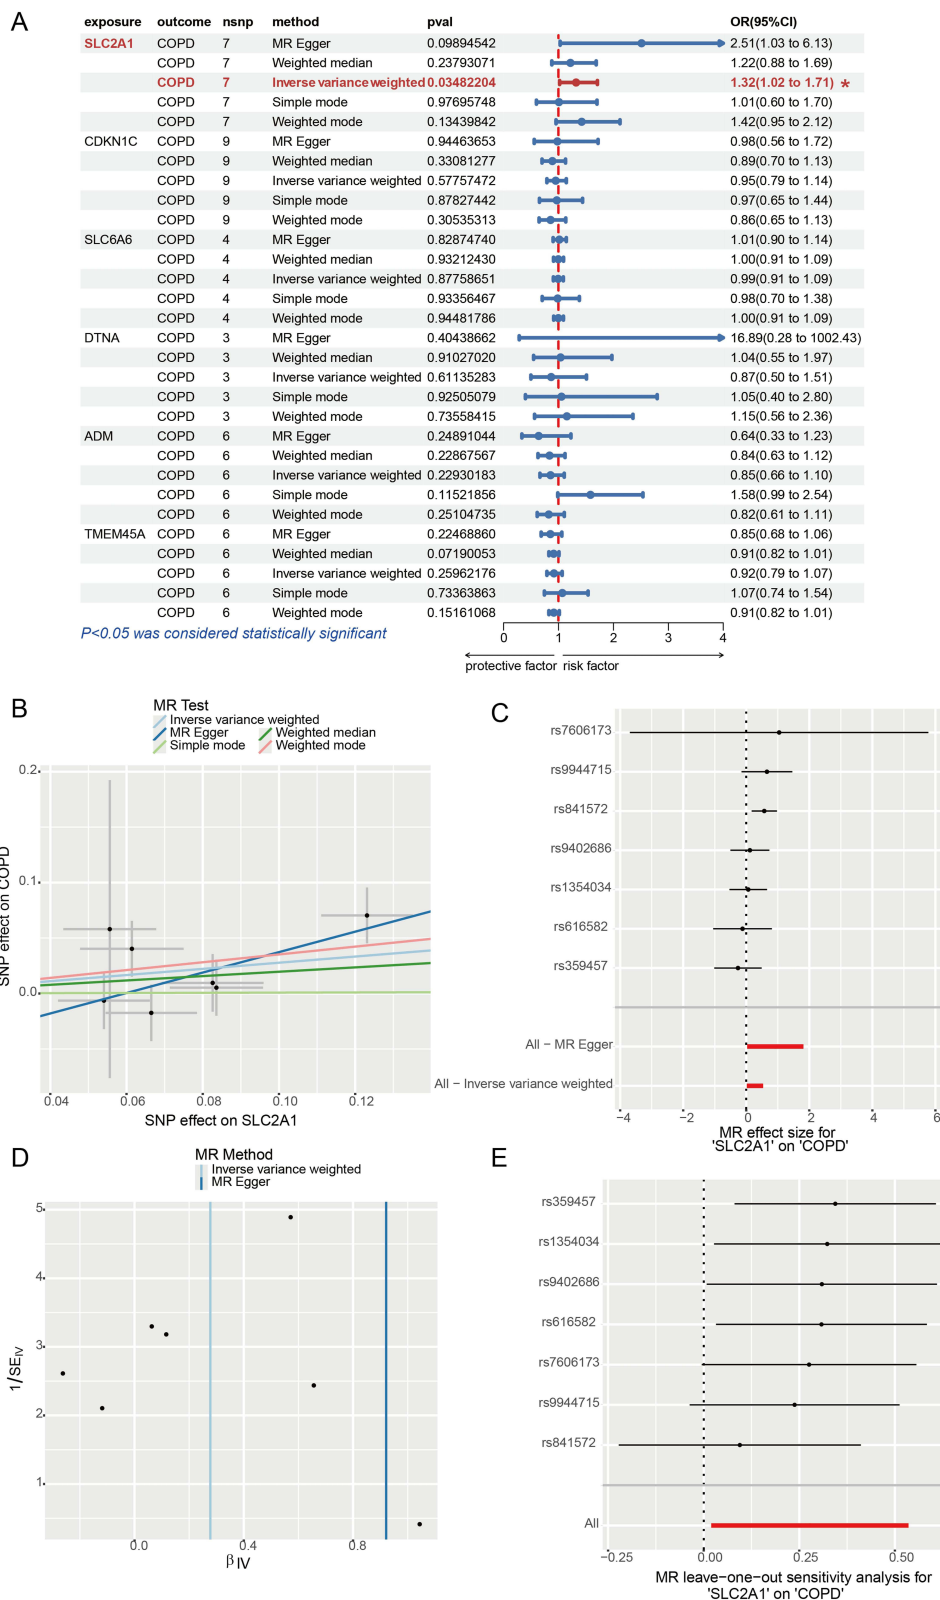 A
exposure outcome nsnp method pval OR(95%CI)
SLC2A1 COPD 7 MR Egger 0.09894542 2.51(1.03 to 6.13)
COPD 7 Weighted median 0.23793071 1.22(0.88 to 1.69)
COPD 7 Inverse variance weighted 0.03482204 1.32(1.02 to 1.71) *
COPD 7 Simple mode 0.97695748 1.01(0.60 to 1.70)
COPD 7 Weighted mode 0.13439842 1.42(0.95 to 2.12)
CDKN1C COPD 9 MR Egger 0.94463653 0.98(0.56 to 1.72)
COPD 9 Weighted median 0.33081277 0.89(0.70 to 1.13)
COPD 9 Inverse variance weighted 0.57757472 0.95(0.79 to 1.14)
COPD 9 Simple mode 0.87827442 0.97(0.65 to 1.44)
COPD 9 Weighted mode 0.30535313 0.86(0.65 to 1.13)
SLC6A6 COPD 4 MR Egger 0.82874740 1.01(0.90 to 1.14)
COPD 4 Weighted median 0.93212430 1.00(0.91 to 1.09)
COPD 4 Inverse variance weighted 0.87758651 0.99(0.91 to 1.09)
COPD 4 Simple mode 0.93356467 0.98(0.70 to 1.38)
COPD 4 Weighted mode 0.94481786 1.00(0.91 to 1.09)
DTNA COPD 3 MR Egger 0.40438662 16.89(0.28 to 1002.43)
COPD 3 Weighted median 0.91027020 1.04(0.55 to 1.97)
COPD 3 Inverse variance weighted 0.61135283 0.87(0.50 to 1.51)
COPD 3 Simple mode 0.92505079 1.05(0.40 to 2.80)
COPD 3 Weighted mode 0.73558415 1.15(0.56 to 2.36)
ADM COPD 6 MR Egger 0.24891044 0.64(0.33 to 1.23)
COPD 6 Weighted median 0.22867567 0.84(0.63 to 1.12)
COPD 6 Inverse variance weighted 0.22930183 0.85(0.66 to 1.10)
COPD 6 Simple mode 0.11521856 1.58(0.99 to 2.54)
COPD 6 Weighted mode 0.25104735 0.82(0.61 to 1.11)
TMEM45A COPD 6 MR Egger 0.22468860 0.85(0.68 to 1.06)
COPD 6 Weighted median 0.07190053 0.91(0.82 to 1.01)
COPD 6 Inverse variance weighted 0.25962176 0.92(0.79 to 1.07)
COPD 6 Simple mode 0.73363863 1.07(0.74 to 1.54)
COPD 6 Weighted mode 0.15161068 0.91(0.82 to 1.01)
P<0.05 was considered statistically significant
0 1 2 3 4
protective factor risk factor
B
MR Test
Inverse variance weighted
MR Egger Weighted median
Simple mode Weighted mode
SNP effect on COPD
0.2
0.1
0.0
0.04 0.06 0.08 0.10 0.12
SNP effect on SLC2A1
C
rs7606173
rs9944715
rs841572
rs9402686
rs1354034
rs616582
rs359457
All − MR Egger
All − Inverse variance weighted
−4 −2 0 2 4 6
MR effect size for
'SLC2A1' on 'COPD'
D
MR Method
Inverse variance weighted
MR Egger
1/SEIV
5
4
3
2
1
0.0 0.4 0.8
βIV
E
rs359457
rs1354034
rs9402686
rs616582
rs7606173
rs9944715
rs841572
All
−0.25 0.00 0.25 0.50
MR leave−one−out sensitivity analysis for
'SLC2A1' on 'COPD'